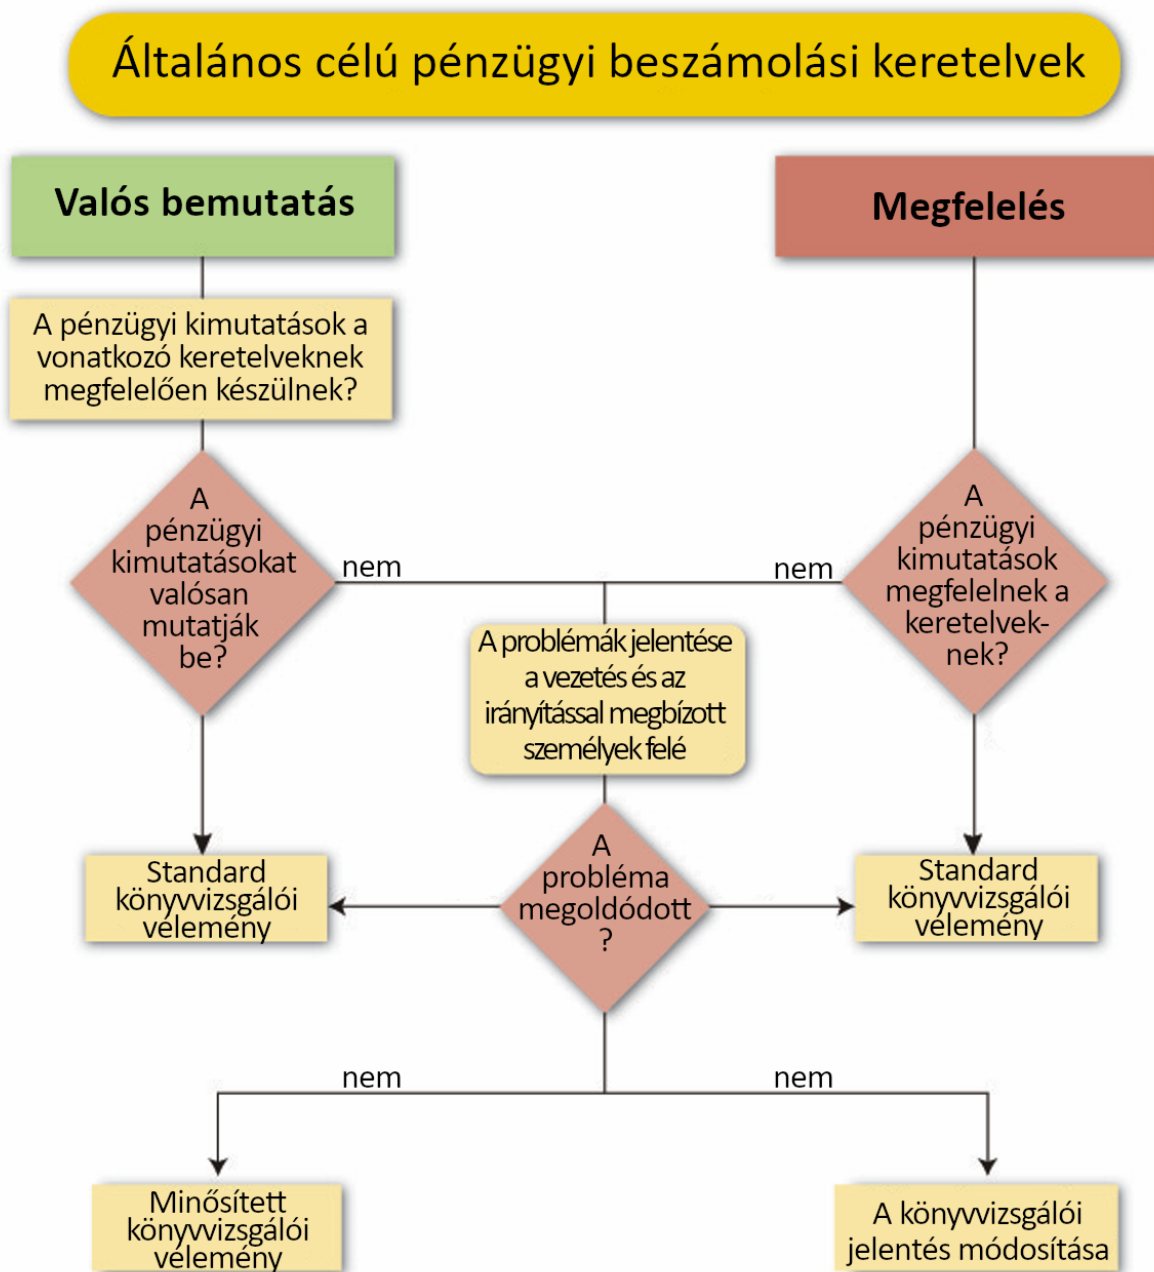 Általános célú pénzügyi beszámolási keretelvek
Valós bemutatás
Megfelelés
A pénzügyi kimutatások a
vonatkozó keretelveknek
megfelelően készülnek?
A
pénzügyi
kimutatásokat
valósan
mutatják
be?
nem
nem
A
pénzügyi
kimutatások
megfelelnek a
keretelvek-
nek?
A problémák jelentése
a vezetés és az
irányítással megbízott
személyek felé
Standard
könyvvizsgálói
vélemény
A
probléma
megoldódott
?
Standard
könyvvizsgálói
vélemény
nem
nem
Minősített
könyvvizsgálói
vélemény
A könyvvizsgálói
jelentés módosítása